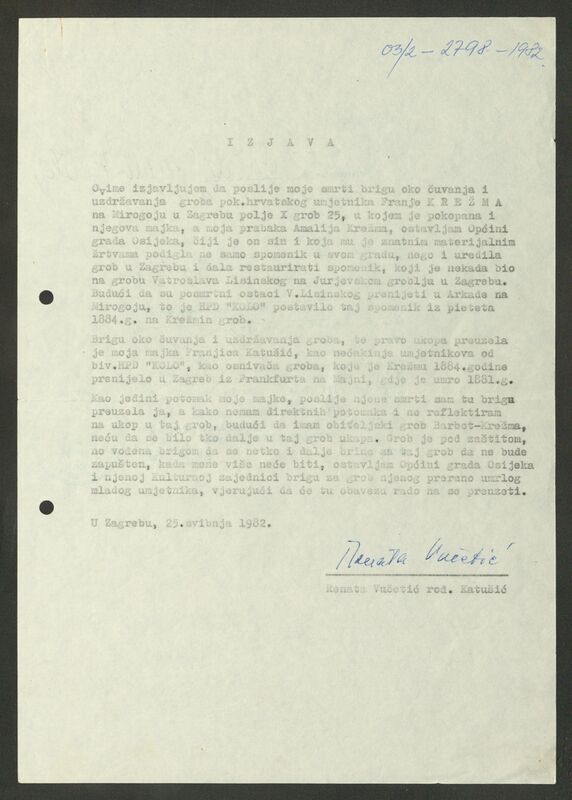 03/2 - 2798 - 1982.
I Z J A V A
Ovime izjavljujem da poslije moje smrti brigu oko čuvanja i
uzdržavanja groba pok.hrvatskog umjetnika Franje K R E Ž M A
na Mirogoju u Zagrebu polje X grob 25, u kojem je pokopana i
njegova majka, a moja prabaka Amalija Krežma, ostavljam Općini
grada Osijeka, čiji je on sin i koja mu je znatnim materijalnim
žrtvama podigla ne samo spomenik u svom gradu, nego i uredila
grob u Zagrebu i dala restaurirati spomenik, koji je nekada bio
na grobu Vatroslava Lisinskog na Jurjevskom groblju u Zagrebu.
Budući da su posmrtni ostaci V.Lisinskog prenijeti u Arkade na
Mirogoju, to je HPD "KOLO" postavilo taj spomenik iz pieteta
1884.g. na Krežmin grob.
Brigu oko čuvanja i uzdržavanja groba, te pravo ukopa preuzela
je moja majka Franjica Katušić, kao nećakinja umjetnikova od
biv.HPD "KOLO", kao osnivača groba, koje je Krežmu 1884.godine
prenijelo u Zagreb iz Frankfurta na Majni, gdje je umro 1881.g.
Kao jedini potomak moje majke, poslije njene smrti sam tu brigu
preuzela ja, a kako nemam direktnih potomaka i ne reflektiram
na ukop u taj grob, budući da imam obiteljski grob Barbot-Krežma,
neću da se bilo tko dalje u taj grob ukapa. Grob je pod zaštitom,
no vođena brigom da se netko i dalje brine za taj grob da ne bude
zapušten, kada mene više neće biti, ostavljam Općini grada Osijeka
i njenoj Kulturnoj zajednici brigu za grob njenog prerano umrlog
mladog umjetnika, vjerujući da će tu obavezu rado na se preuzeti.
U Zagrebu, 25.svibnja 1982.
Renata Vučetić
Renata Vučetić rođ. Katušić